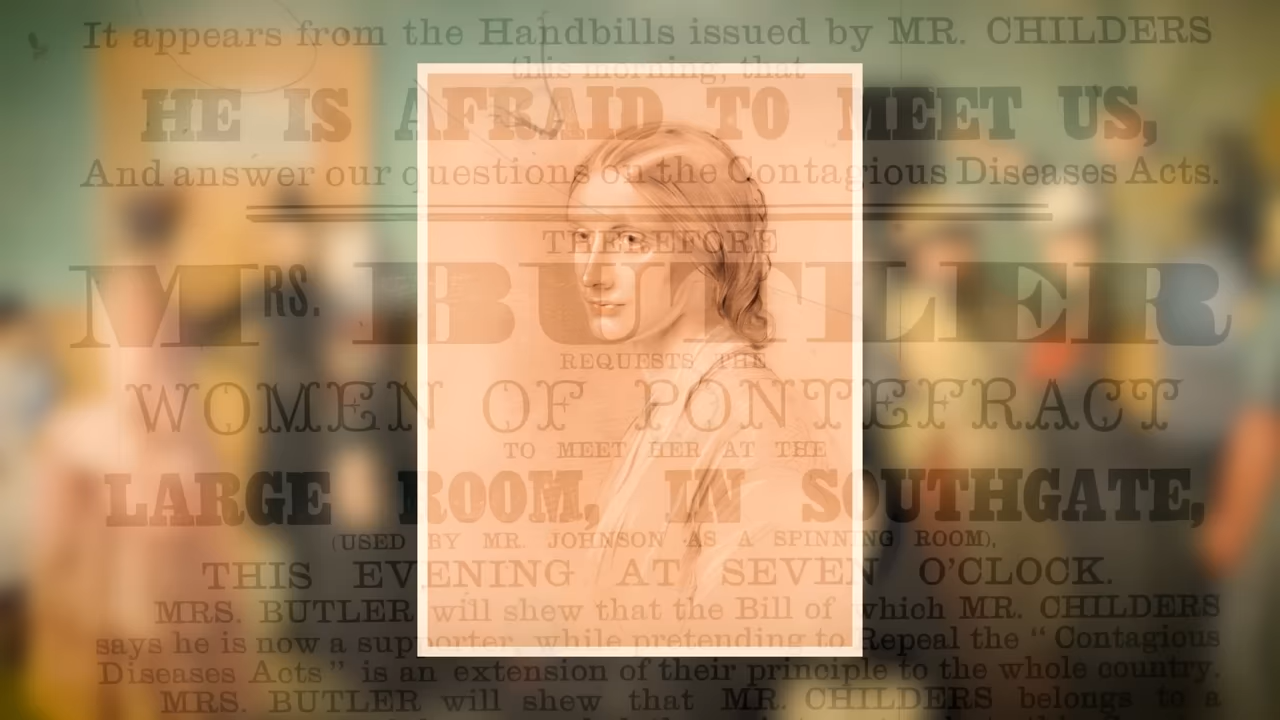 It appears from the Handbills issued by MR. CHILDERS
this morning, that
HE IS AFRAID TO MEET US,
And answer our questions on the Contagious Diseases Acts.
THEREFORE
MRS. BUTLER
REQUESTS THE
WOMEN OF PONTEFRACT
TO MEET HER AT THE
LARGE ROOM, IN SOUTHGATE,
(USED BY MR. JOHNSON AS A SPINNING ROOM),
THIS EVENING AT SEVEN O'CLOCK.
MRS. BUTLER will shew that the Bill of which MR. CHILDERS
says he is now a supporter, while pretending to Repeal the “ Contagious
Diseases Acts ” is an extension of their principle to the whole country.
MRS. BUTLER will shew that MR. CHILDERS belongs to a